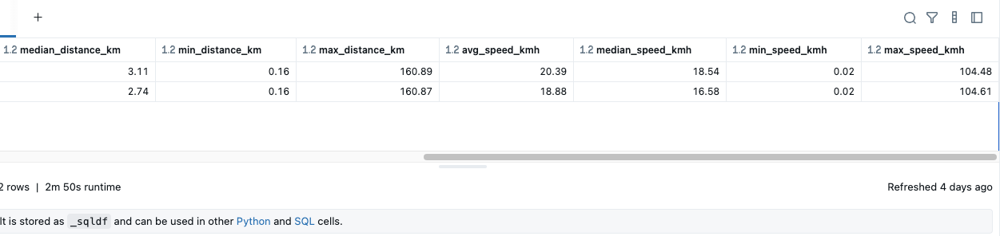 +
1.2 median_distance_km 1.2 min_distance_km 1.2 max_distance_km 1.2 avg_speed_kmh 1.2 median_speed_kmh 1.2 min_speed_kmh 1.2 max_speed_kmh
3.11 0.16 160.89 20.39 18.54 0.02 104.48
2.74 0.16 160.87 18.88 16.58 0.02 104.61
2 rows | 2m 50s runtime Refreshed 4 days ago
lt is stored as _sqldf and can be used in other Python and SQL cells.